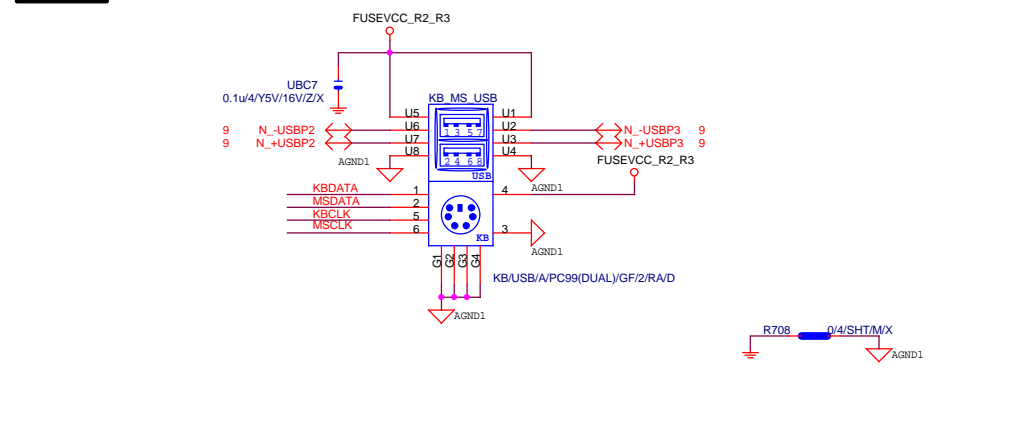 FUSEVCC_R2_R3
UBC7
0.1u/4/Y5V/16V/Z/X
KB_MS_USB
U5 U1
9 N_-USBP2 U6 1 3 5 7 U2 N_-USBP3 9
9 N_+USBP2 U7 U3 N_+USBP3 9
AGND1 U8 2 4 6 8 U4 FUSEVCC_R2_R3
USB
KBDATA 1 4 AGND1
MSDATA 2
KBCLK 5
MSCLK 6 KB 3
AGND1
G1 G2 G3 G4
KB/USB/A/PC99(DUAL)/GF/2/RA/D
AGND1
R708 0/4/SHT/M/X
AGND1